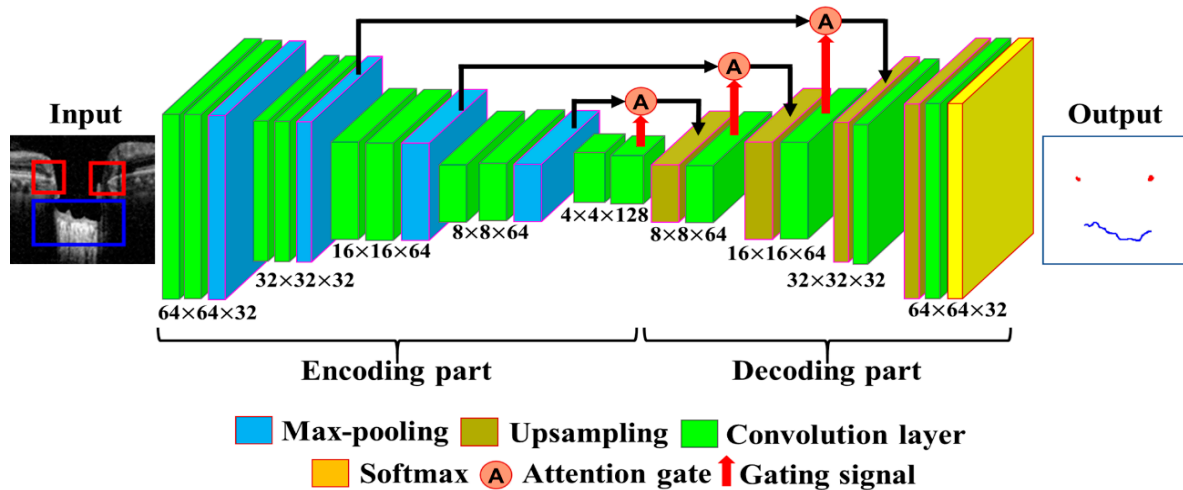 A
A
A
Input
Output
64×64×32
32×32×32
16×16×64
8×8×64
4×4×128
8×8×64
16×16×64
32×32×32
64×64×32
Encoding part
Decoding part
Max-pooling
Upsampling
Convolution layer
Softmax
A Attention gate
Gating signal